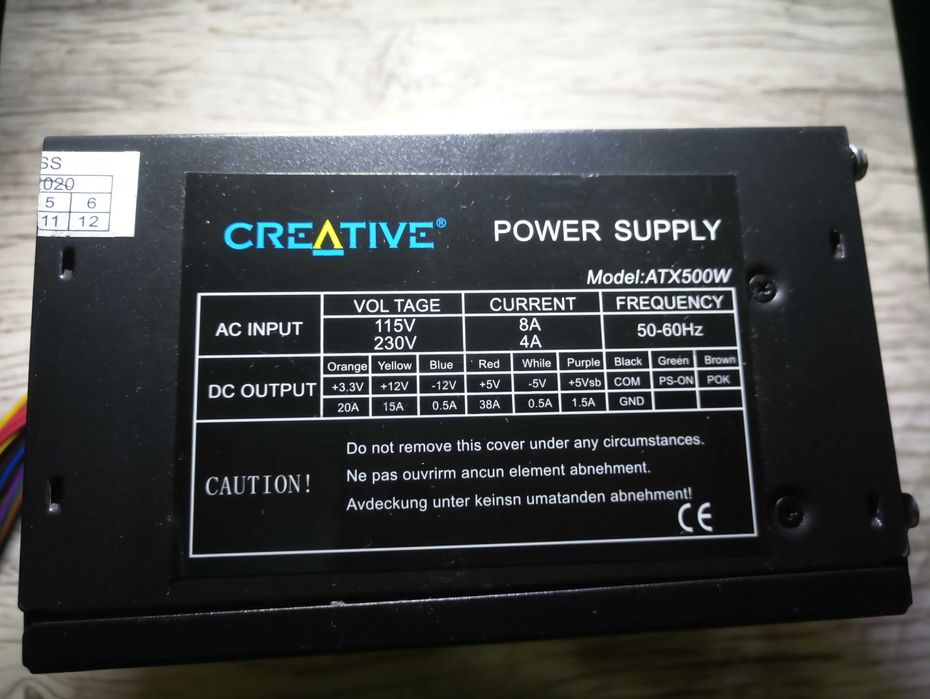 SS
2020
5 6
11 12
CREATIVE® POWER SUPPLY
Model:ATX500W
AC INPUT VOL TAGE CURRENT FREQUENCY
115V 8A 50-60Hz
230V 4A
DC OUTPUT Orange Yellow Blue Red While Purple Black Green Brown
+3.3V +12V -12V +5V -5V +5Vsb COM PS-ON POK
20A 15A 0.5A 38A 0.5A 1.5A GND
CAUTION!
Do not remove this cover under any circumstances.
Ne pas ouvrirm ancun element abnehment.
Avdeckung unter keinsn umatanden abnehment!
CE